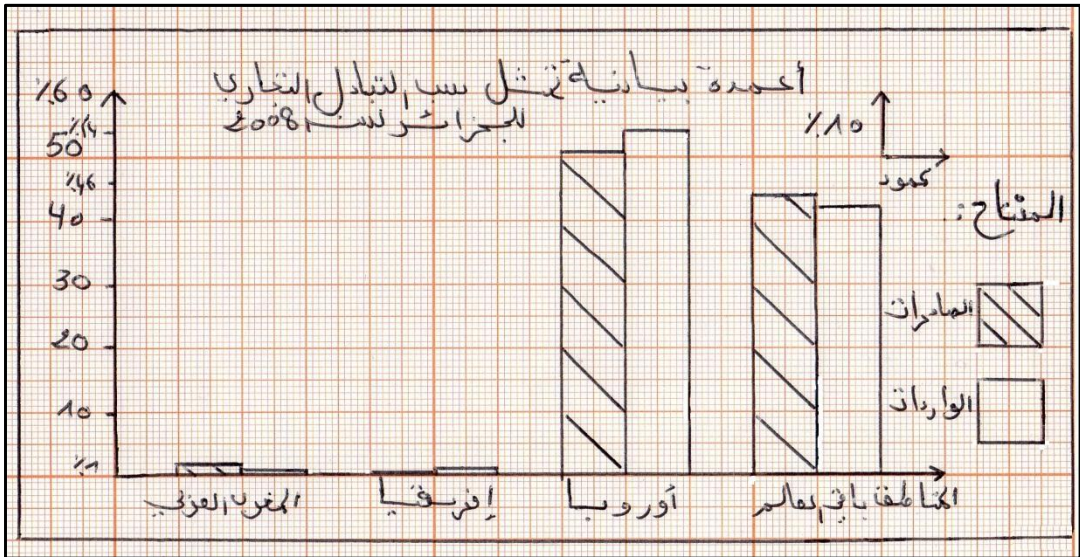 أعمدة بيانية تمثل نسب التبادل التجاري
للجزائر لسنة 2008
%60
%14
50
%46
40
30
20
10
%1
%10
عمود
المفتاح:
الصادرات
الواردات
المغرب العربي
إفريقيا
أوروبا
المناطق باقي العالم